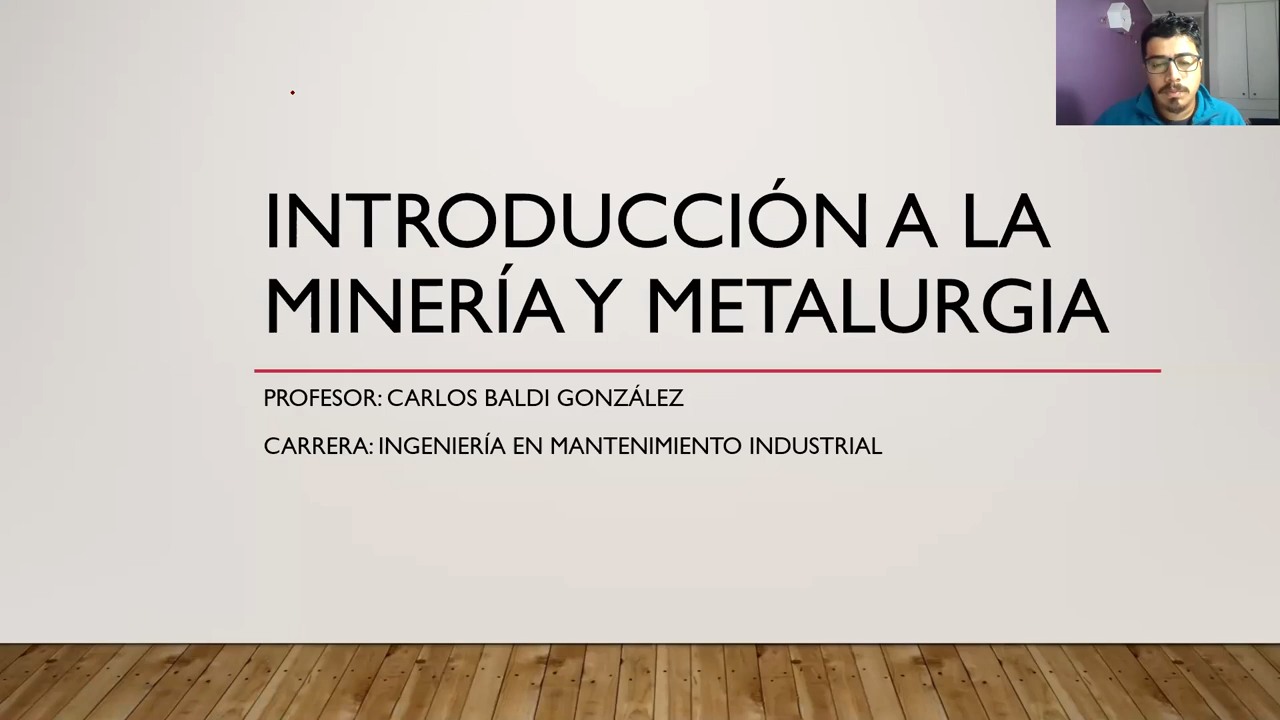 INTRODUCCIÓN A LA
MINERÍA Y METALURGIA
PROFESOR: CARLOS BALDI GONZÁLEZ
CARRERA: INGENIERÍA EN MANTENIMIENTO INDUSTRIAL